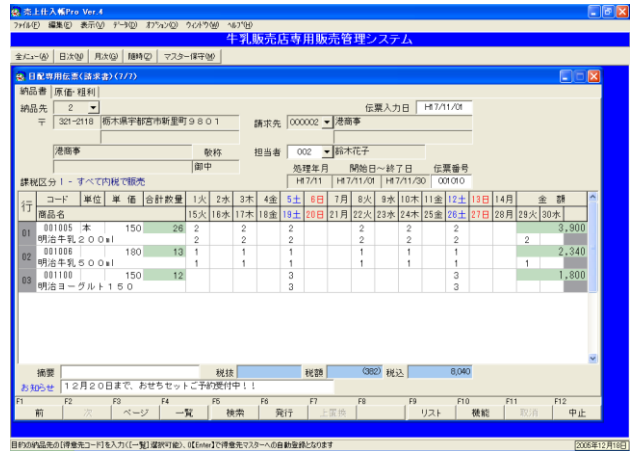 売上仕入帳Pro Ver.4
ファイル(F) 編集(E) 表示(V) データ(D) オプション(O) ウィンドウ(W) ヘルプ(H)
牛乳販売店専用販売管理システム
全メニュー(A) 日次(N) 月次(G) 随時(Z) マスター保守(M)
日配専用伝票(請求書)(7/7)
納品書 原価・粗利
納品先 2 伝票入力日 H17/11/01
〒 321-2118 栃木県宇都宮市新里町9801 請求先 000002 港商事
港商事 敬称 担当者 002 鈴木花子
御中 処理年月 開始日～終了日 伝票番号
課税区分 1 - すべて内税で販売 H17/11 H17/11/01 H17/11/30 001010
行 コード 単位 単 価 合計数量 1火 2水 3木 4金 5土 6日 7月 8火 9水 10木 11金 12土 13日 14月 金 額
商品名 15火 16水 17木 18金 19土 20日 21月 22火 23水 24木 25金 26土 27日 28月 29火 30水
01 001005 本 150 26 2 2 2 2 2 2 3,900
明治牛乳200ml 2 2 2 2 2 2 2
02 001006 180 13 1 1 1 1 1 1 2,340
明治牛乳500ml 1 1 1 1 1 1 1
03 001100 150 12 3 3 1,800
明治ヨーグルト150 3 3
摘要 税抜 税額 (382) 税込 8,040
お知らせ 12月20日まで、おせちセットご予約受付中！！
F1 F2 F3 F4 F5 F6 F7 F8 F9 F10 F11 F12
前 次 ページ 一覧 検索 発行 上書換 リスト 機能 取消 中止
目的の納品先の[得意先コード]を入力([一覧]選択可能)、0[Enter]で得意先マスターへの自動登録となります 2005年12月18日